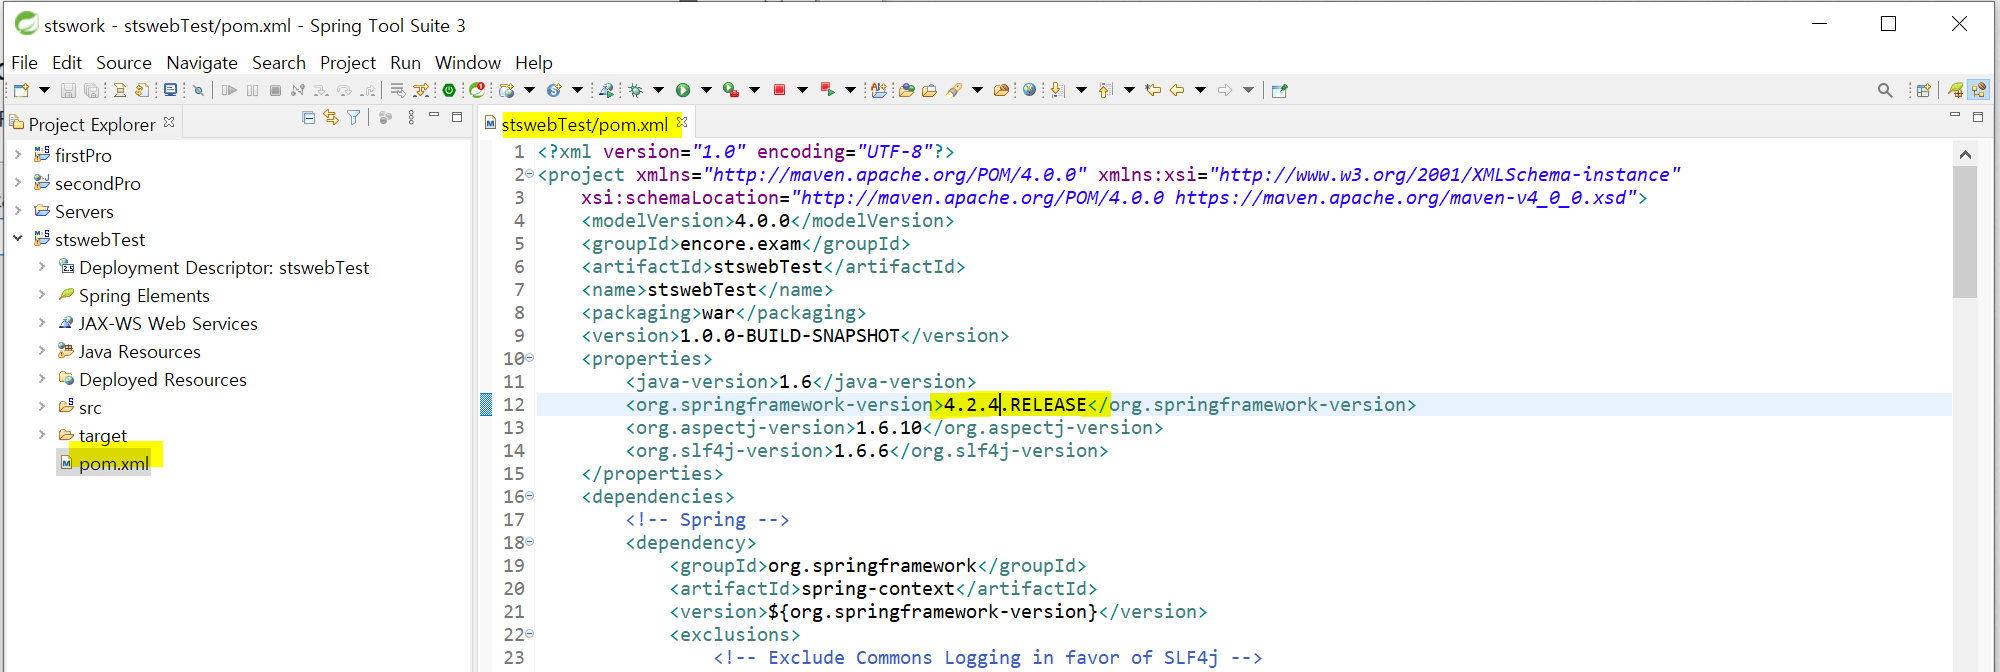 stswork - stswebTest/pom.xml - Spring Tool Suite 3
File Edit Source Navigate Search Project Run Window Help
Project Explorer
firstPro
secondPro
Servers
stswebTest
Deployment Descriptor: stswebTest
Spring Elements
JAX-WS Web Services
Java Resources
Deployed Resources
src
target
pom.xml
stswebTest/pom.xml
1 <?xml version="1.0" encoding="UTF-8"?>
2 <project xmlns="http://maven.apache.org/POM/4.0.0" xmlns:xsi="http://www.w3.org/2001/XMLSchema-instance"
3 xsi:schemaLocation="http://maven.apache.org/POM/4.0.0 https://maven.apache.org/maven-v4_0_0.xsd">
4 <modelVersion>4.0.0</modelVersion>
5 <groupId>encore.exam</groupId>
6 <artifactId>stswebTest</artifactId>
7 <name>stswebTest</name>
8 <packaging>war</packaging>
9 <version>1.0.0-BUILD-SNAPSHOT</version>
10 <properties>
11 <java-version>1.6</java-version>
12 <org.springframework-version>4.2.4.RELEASE</org.springframework-version>
13 <org.aspectj-version>1.6.10</org.aspectj-version>
14 <org.slf4j-version>1.6.6</org.slf4j-version>
15 </properties>
16 <dependencies>
17 <!-- Spring -->
18 <dependency>
19 <groupId>org.springframework</groupId>
20 <artifactId>spring-context</artifactId>
21 <version>${org.springframework-version}</version>
22 <exclusions>
23 <!-- Exclude Commons Logging in favor of SLF4j -->